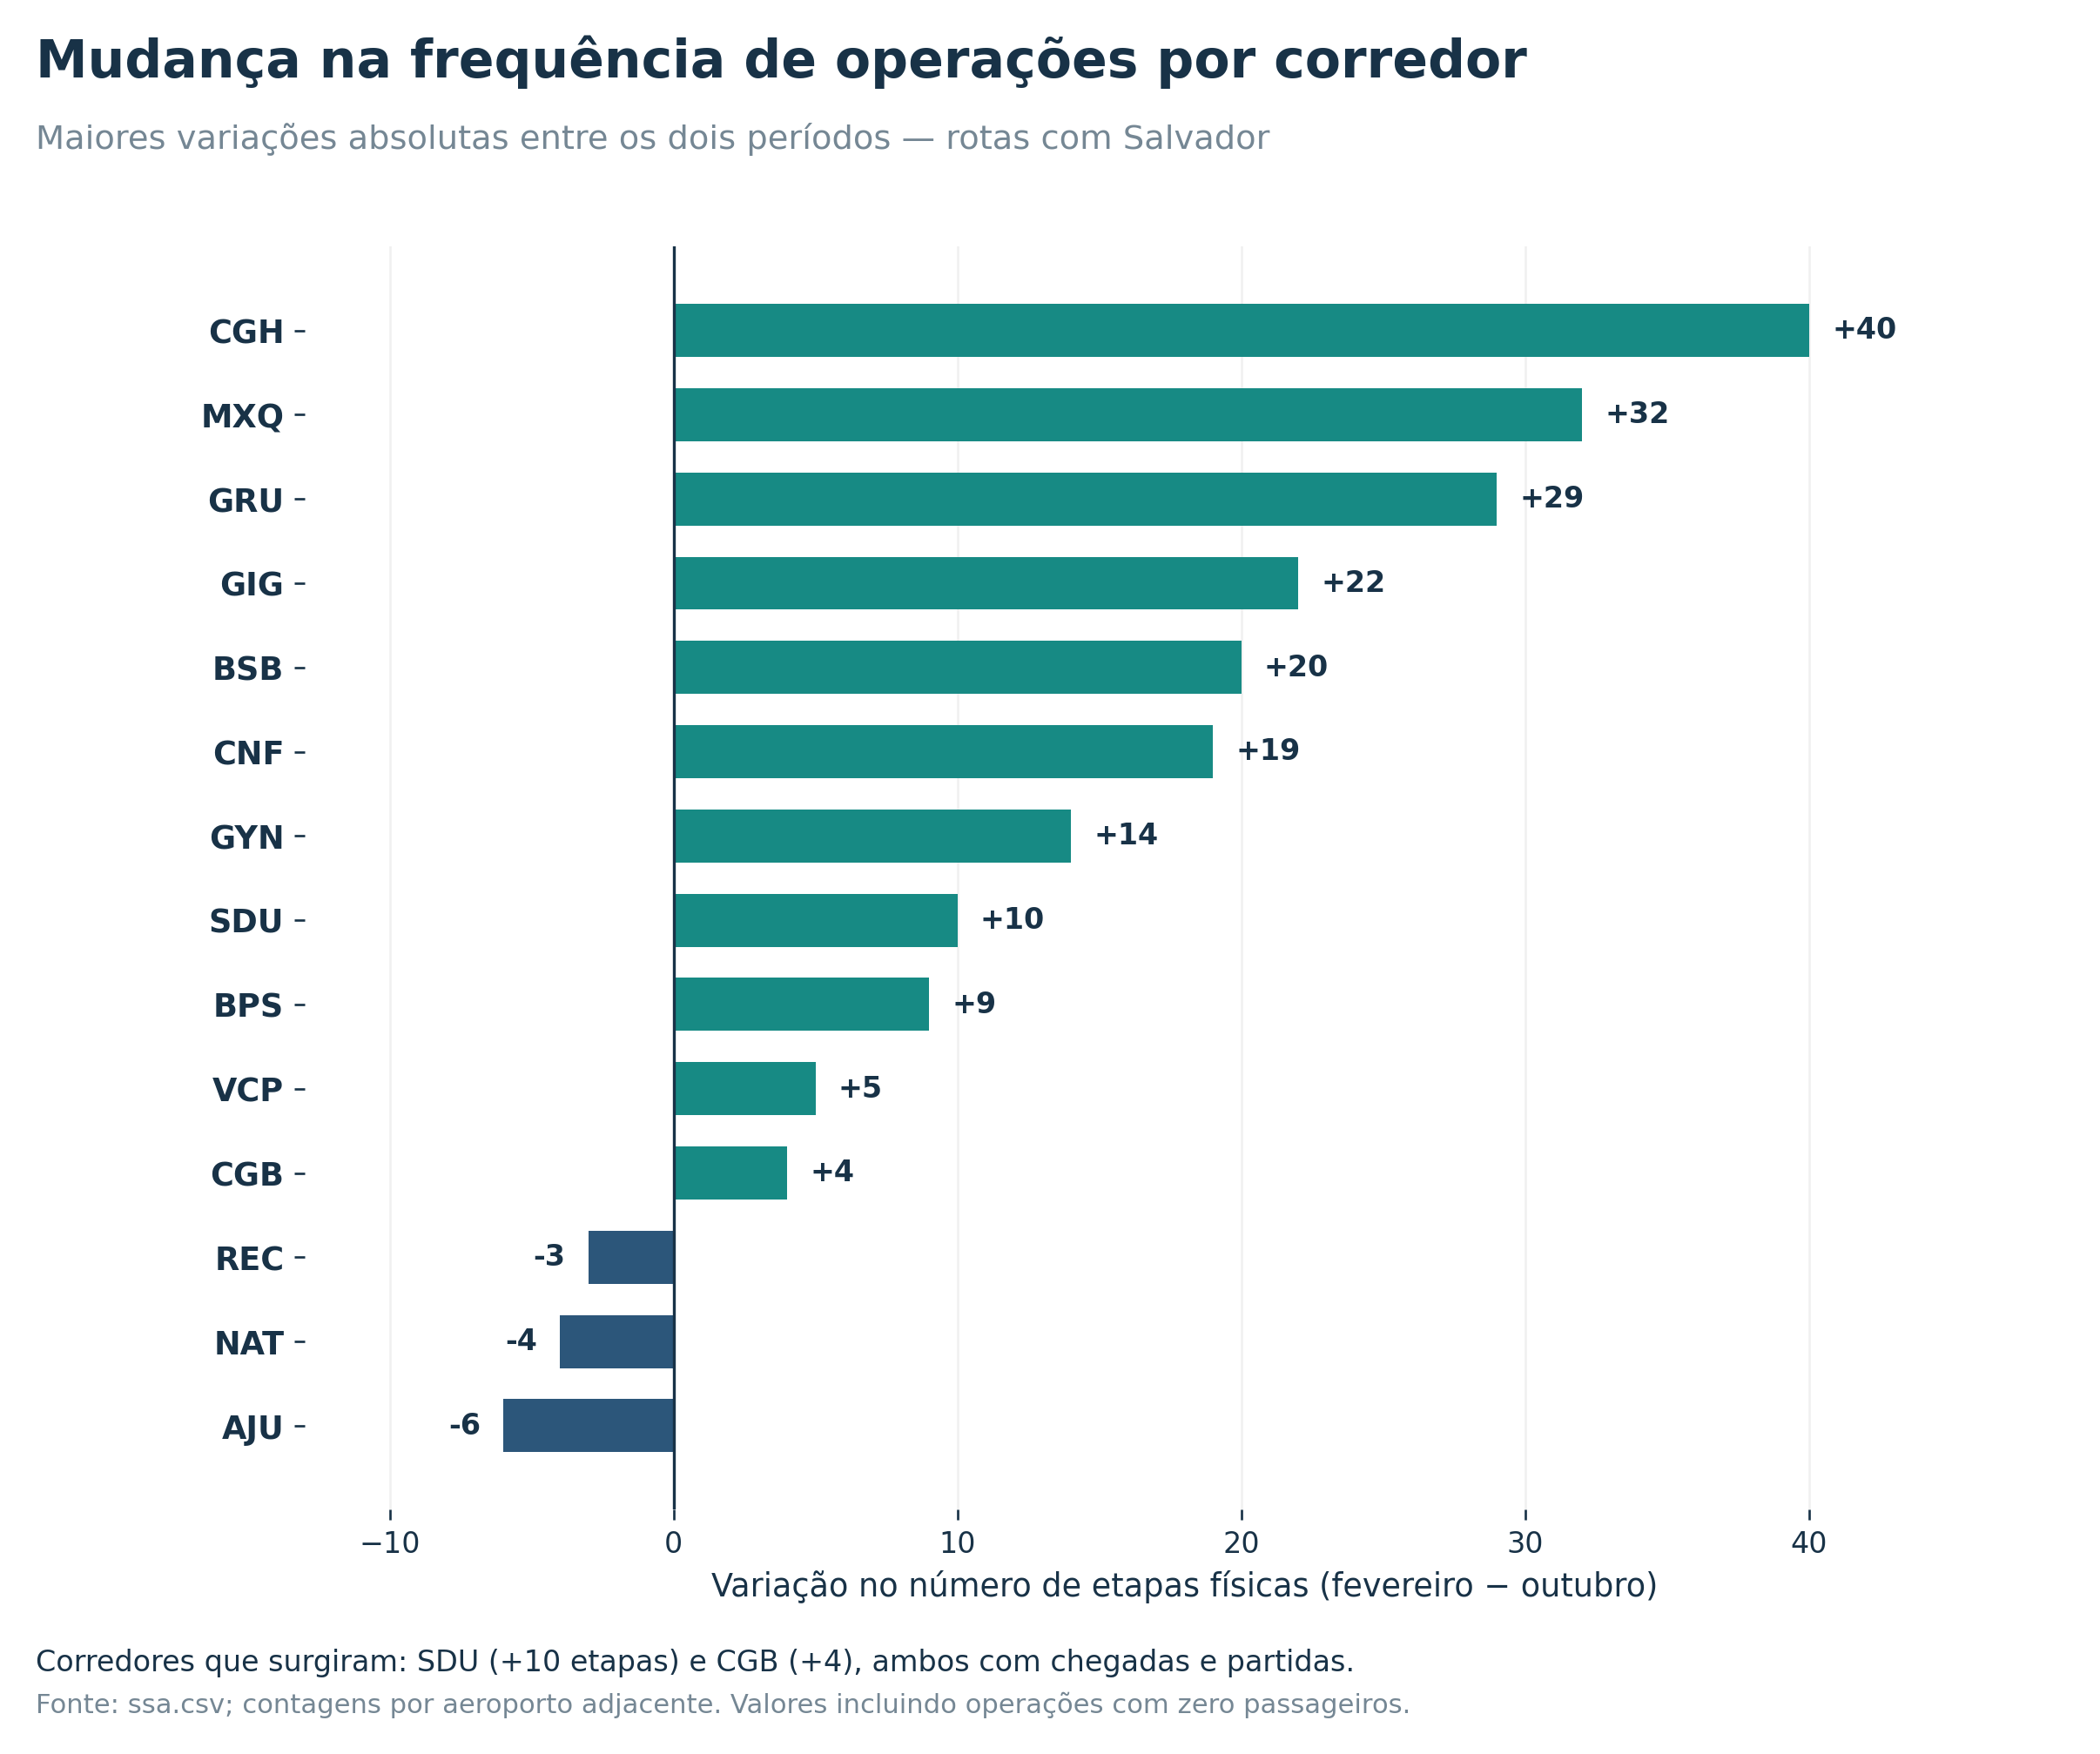 Mudança na frequência de operações por corredor
Maiores variações absolutas entre os dois períodos — rotas com Salvador
CGH +40
MXQ +32
GRU +29
GIG +22
BSB +20
CNF +19
GYN +14
SDU +10
BPS +9
VCP +5
CGB +4
REC -3
NAT -4
AJU -6
−10 0 10 20 30 40
Variação no número de etapas físicas (fevereiro − outubro)
Corredores que surgiram: SDU (+10 etapas) e CGB (+4), ambos com chegadas e partidas.
Fonte: ssa.csv; contagens por aeroporto adjacente. Valores incluindo operações com zero passageiros.